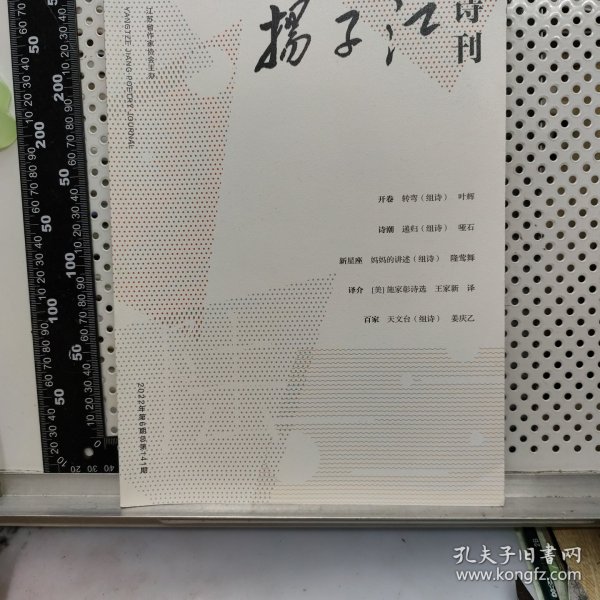 揚子江
诗刊
江苏省作家协会主办
YANGTZE JIANG POETRY JOURNAL
开卷 转弯（组诗） 叶辉
诗潮 递归（组诗） 哑石
新星座 妈妈的讲述（组诗） 隆莺舞
译介 [美]施家彰诗选 王家新 译
百家 天文台（组诗） 姜庆乙
2022年第6期总第141期
孔夫子旧书网
www.kongfz.com